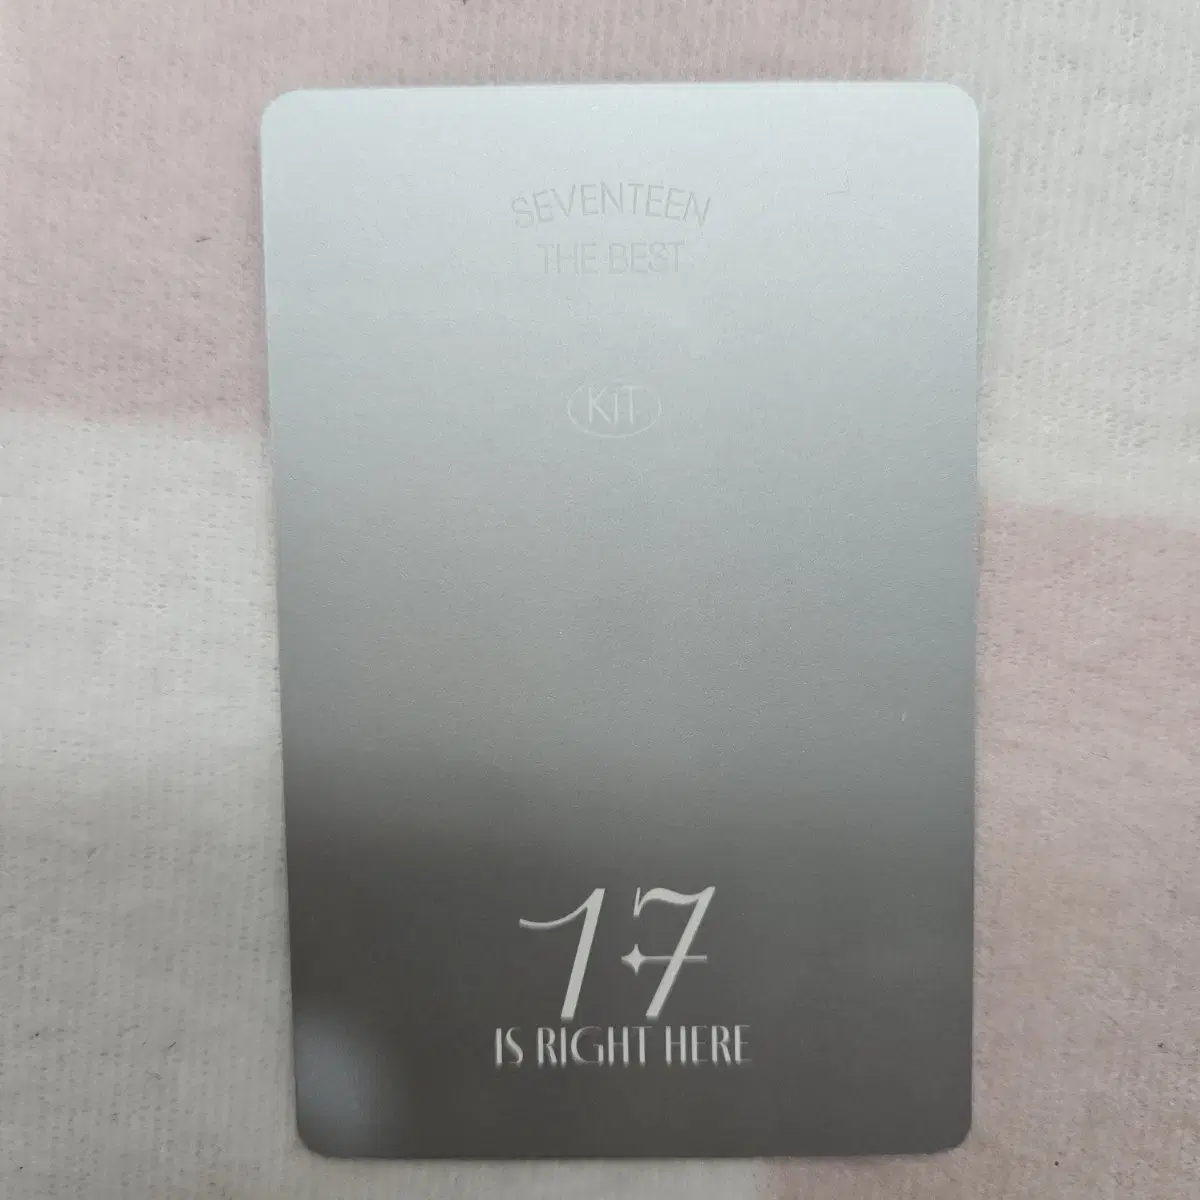 SEVENTEEN
THE BEST
KiT
17
IS RIGHT HERE